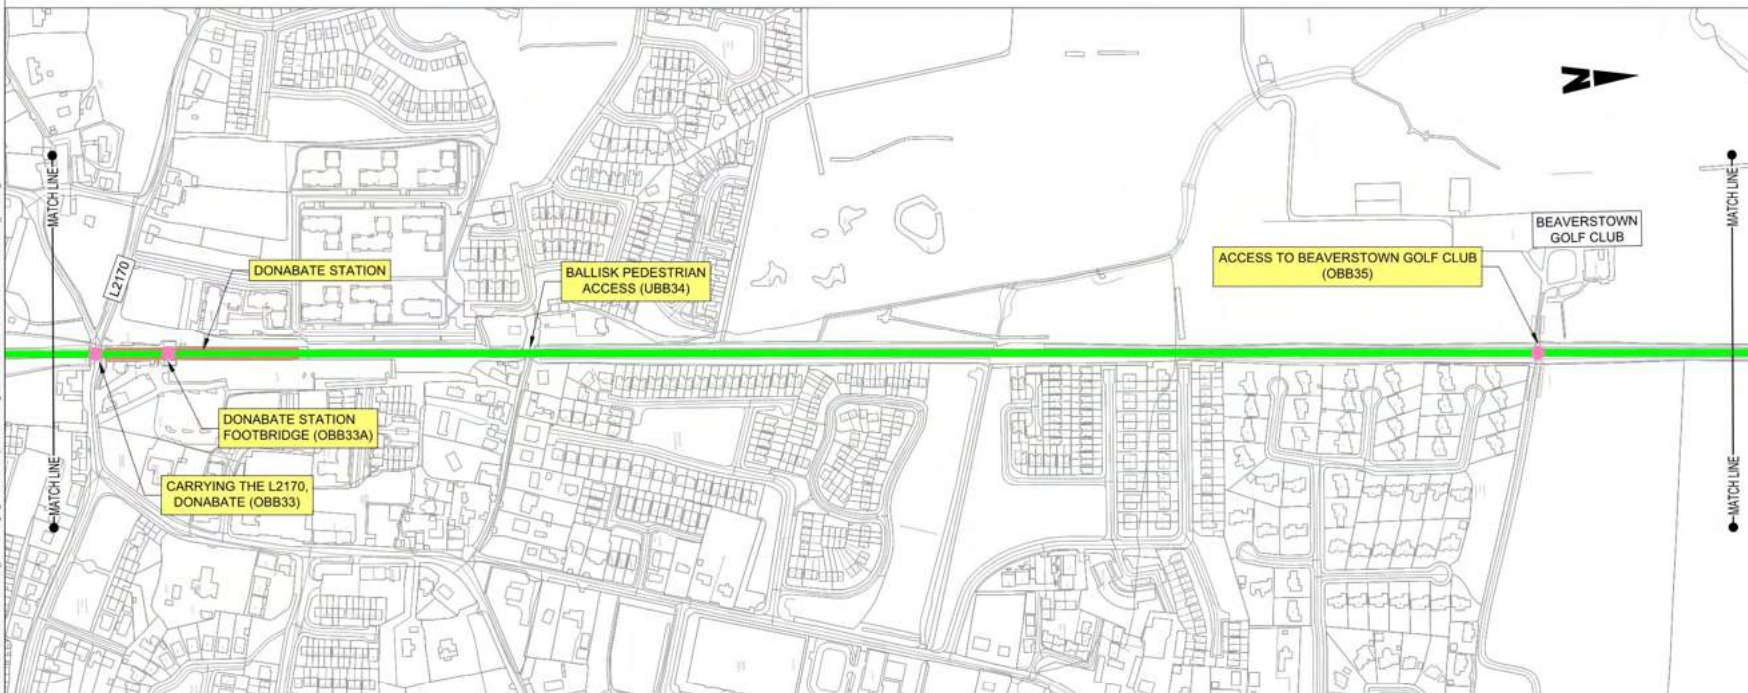 N
MATCH LINE
MATCH LINE
L2170
DONABATE STATION
BALLISK PEDESTRIAN
ACCESS (UBB34)
ACCESS TO BEAVERSTOWN GOLF CLUB
(OBB35)
BEAVERSTOWN
GOLF CLUB
DONABATE STATION
FOOTBRIDGE (OBB33A)
CARRYING THE L2170,
DONABATE (OBB33)
MATCH LINE
MATCH LINE